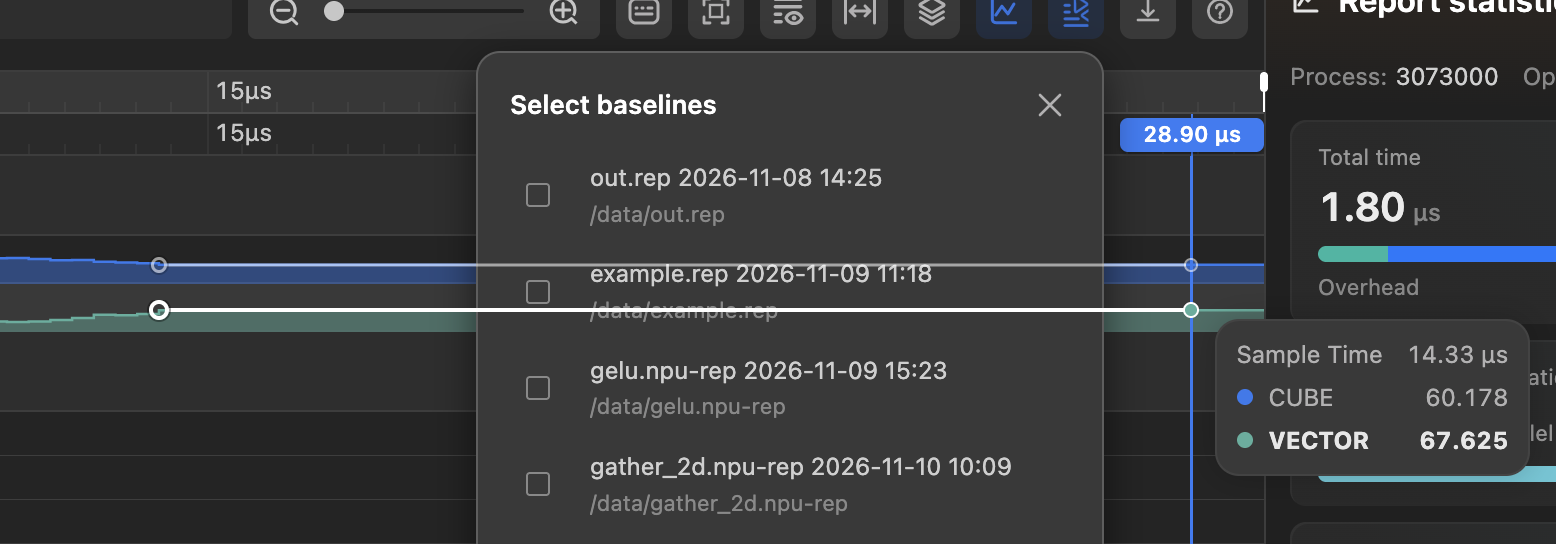 Report statistic
15µs
15µs
Select baselines
Process: 3073000
28.90 µs
out.rep 2026-11-08 14:25
/data/out.rep
example.rep 2026-11-09 11:18
/data/example.rep
gelu.npu-rep 2026-11-09 15:23
/data/gelu.npu-rep
gather_2d.npu-rep 2026-11-10 10:09
/data/gather_2d.npu-rep
Total time
1.80 µs
Overhead
Sample Time 14.33 µs
CUBE 60.178
VECTOR 67.625